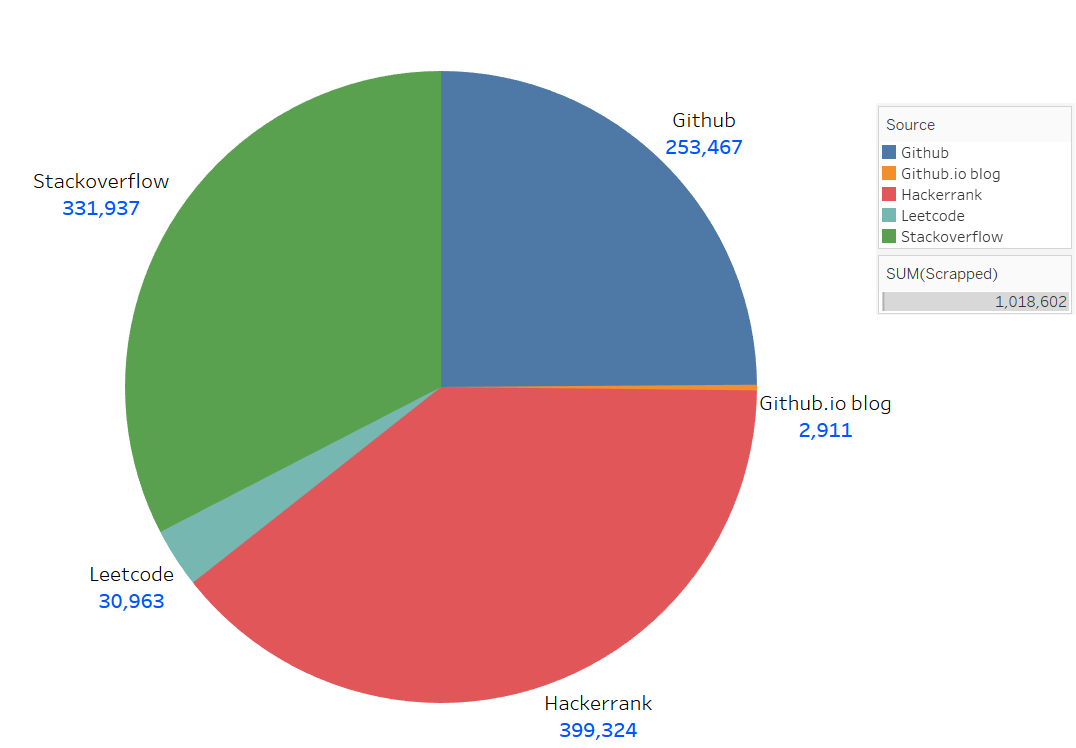 Github
253,467
Stackoverflow
331,937
Github.io blog
2,911
Leetcode
30,963
Hackerrank
399,324
Source
Github
Github.io blog
Hackerrank
Leetcode
Stackoverflow
SUM(Scrapped)
1,018,602